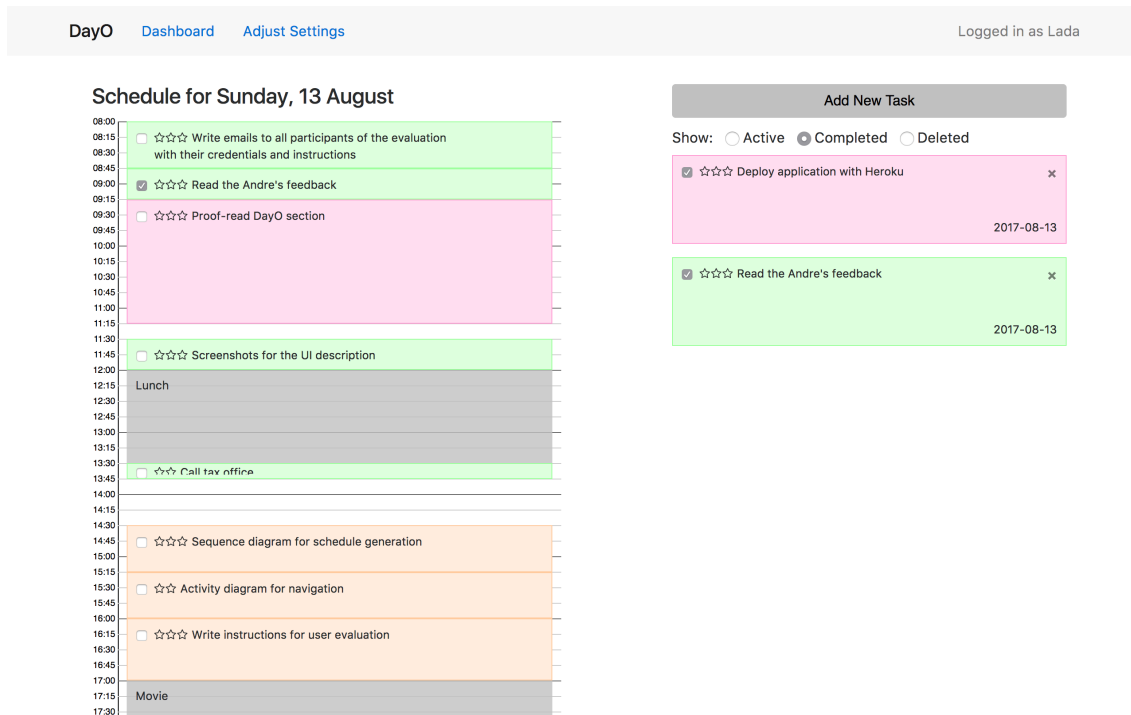 DayO Dashboard Adjust Settings Logged in as Lada
Schedule for Sunday, 13 August
08:00
08:15 ☆☆☆ Write emails to all participants of the evaluation
08:30 with their credentials and instructions
08:45
09:00 ☆☆☆ Read the Andre's feedback
09:15
09:30 ☆☆☆ Proof-read DayO section
09:45
10:00
10:15
10:30
10:45
11:00
11:15
11:30
11:45 ☆☆☆ Screenshots for the UI description
12:00
12:15 Lunch
12:30
12:45
13:00
13:15
13:30 ☆☆ Call tax office
13:45
14:00
14:15
14:30
14:45 ☆☆☆ Sequence diagram for schedule generation
15:00
15:15
15:30 ☆☆ Activity diagram for navigation
15:45
16:00
16:15 ☆☆☆ Write instructions for user evaluation
16:30
16:45
17:00
17:15 Movie
17:30
Add New Task
Show: Active Completed Deleted
☆☆☆ Deploy application with Heroku ×
2017-08-13
☆☆☆ Read the Andre's feedback ×
2017-08-13